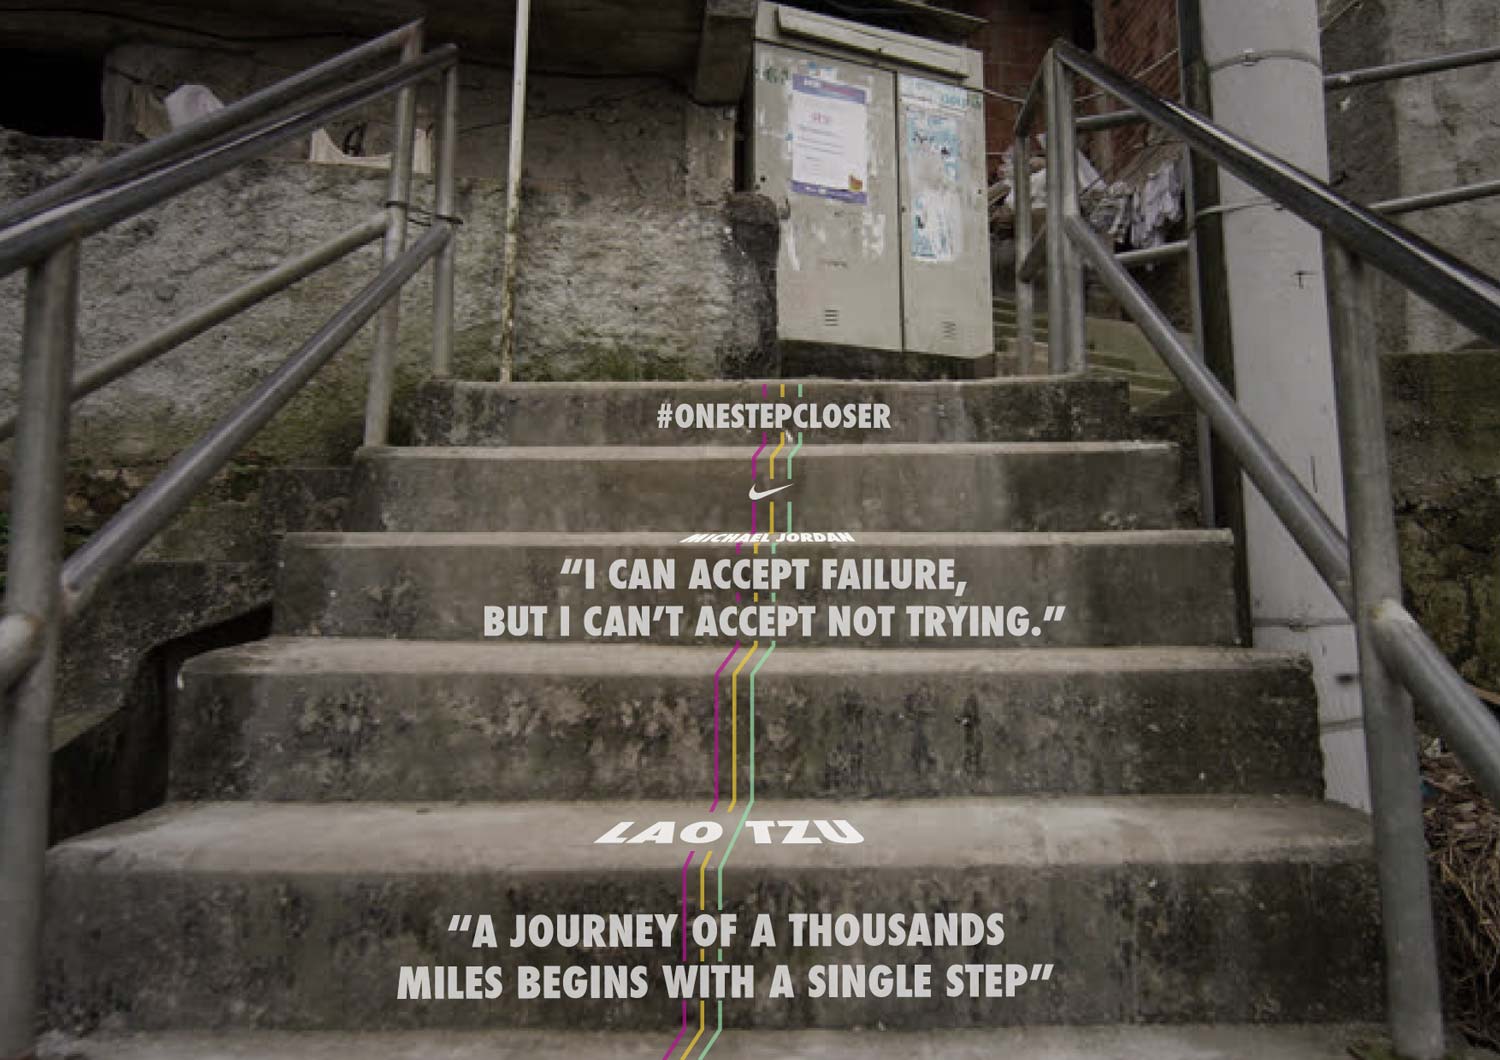 #ONESTEPCLOSER
MICHAEL JORDAN
“I CAN ACCEPT FAILURE,
BUT I CAN’T ACCEPT NOT TRYING.”
LAO TZU
“A JOURNEY OF A THOUSANDS
MILES BEGINS WITH A SINGLE STEP”